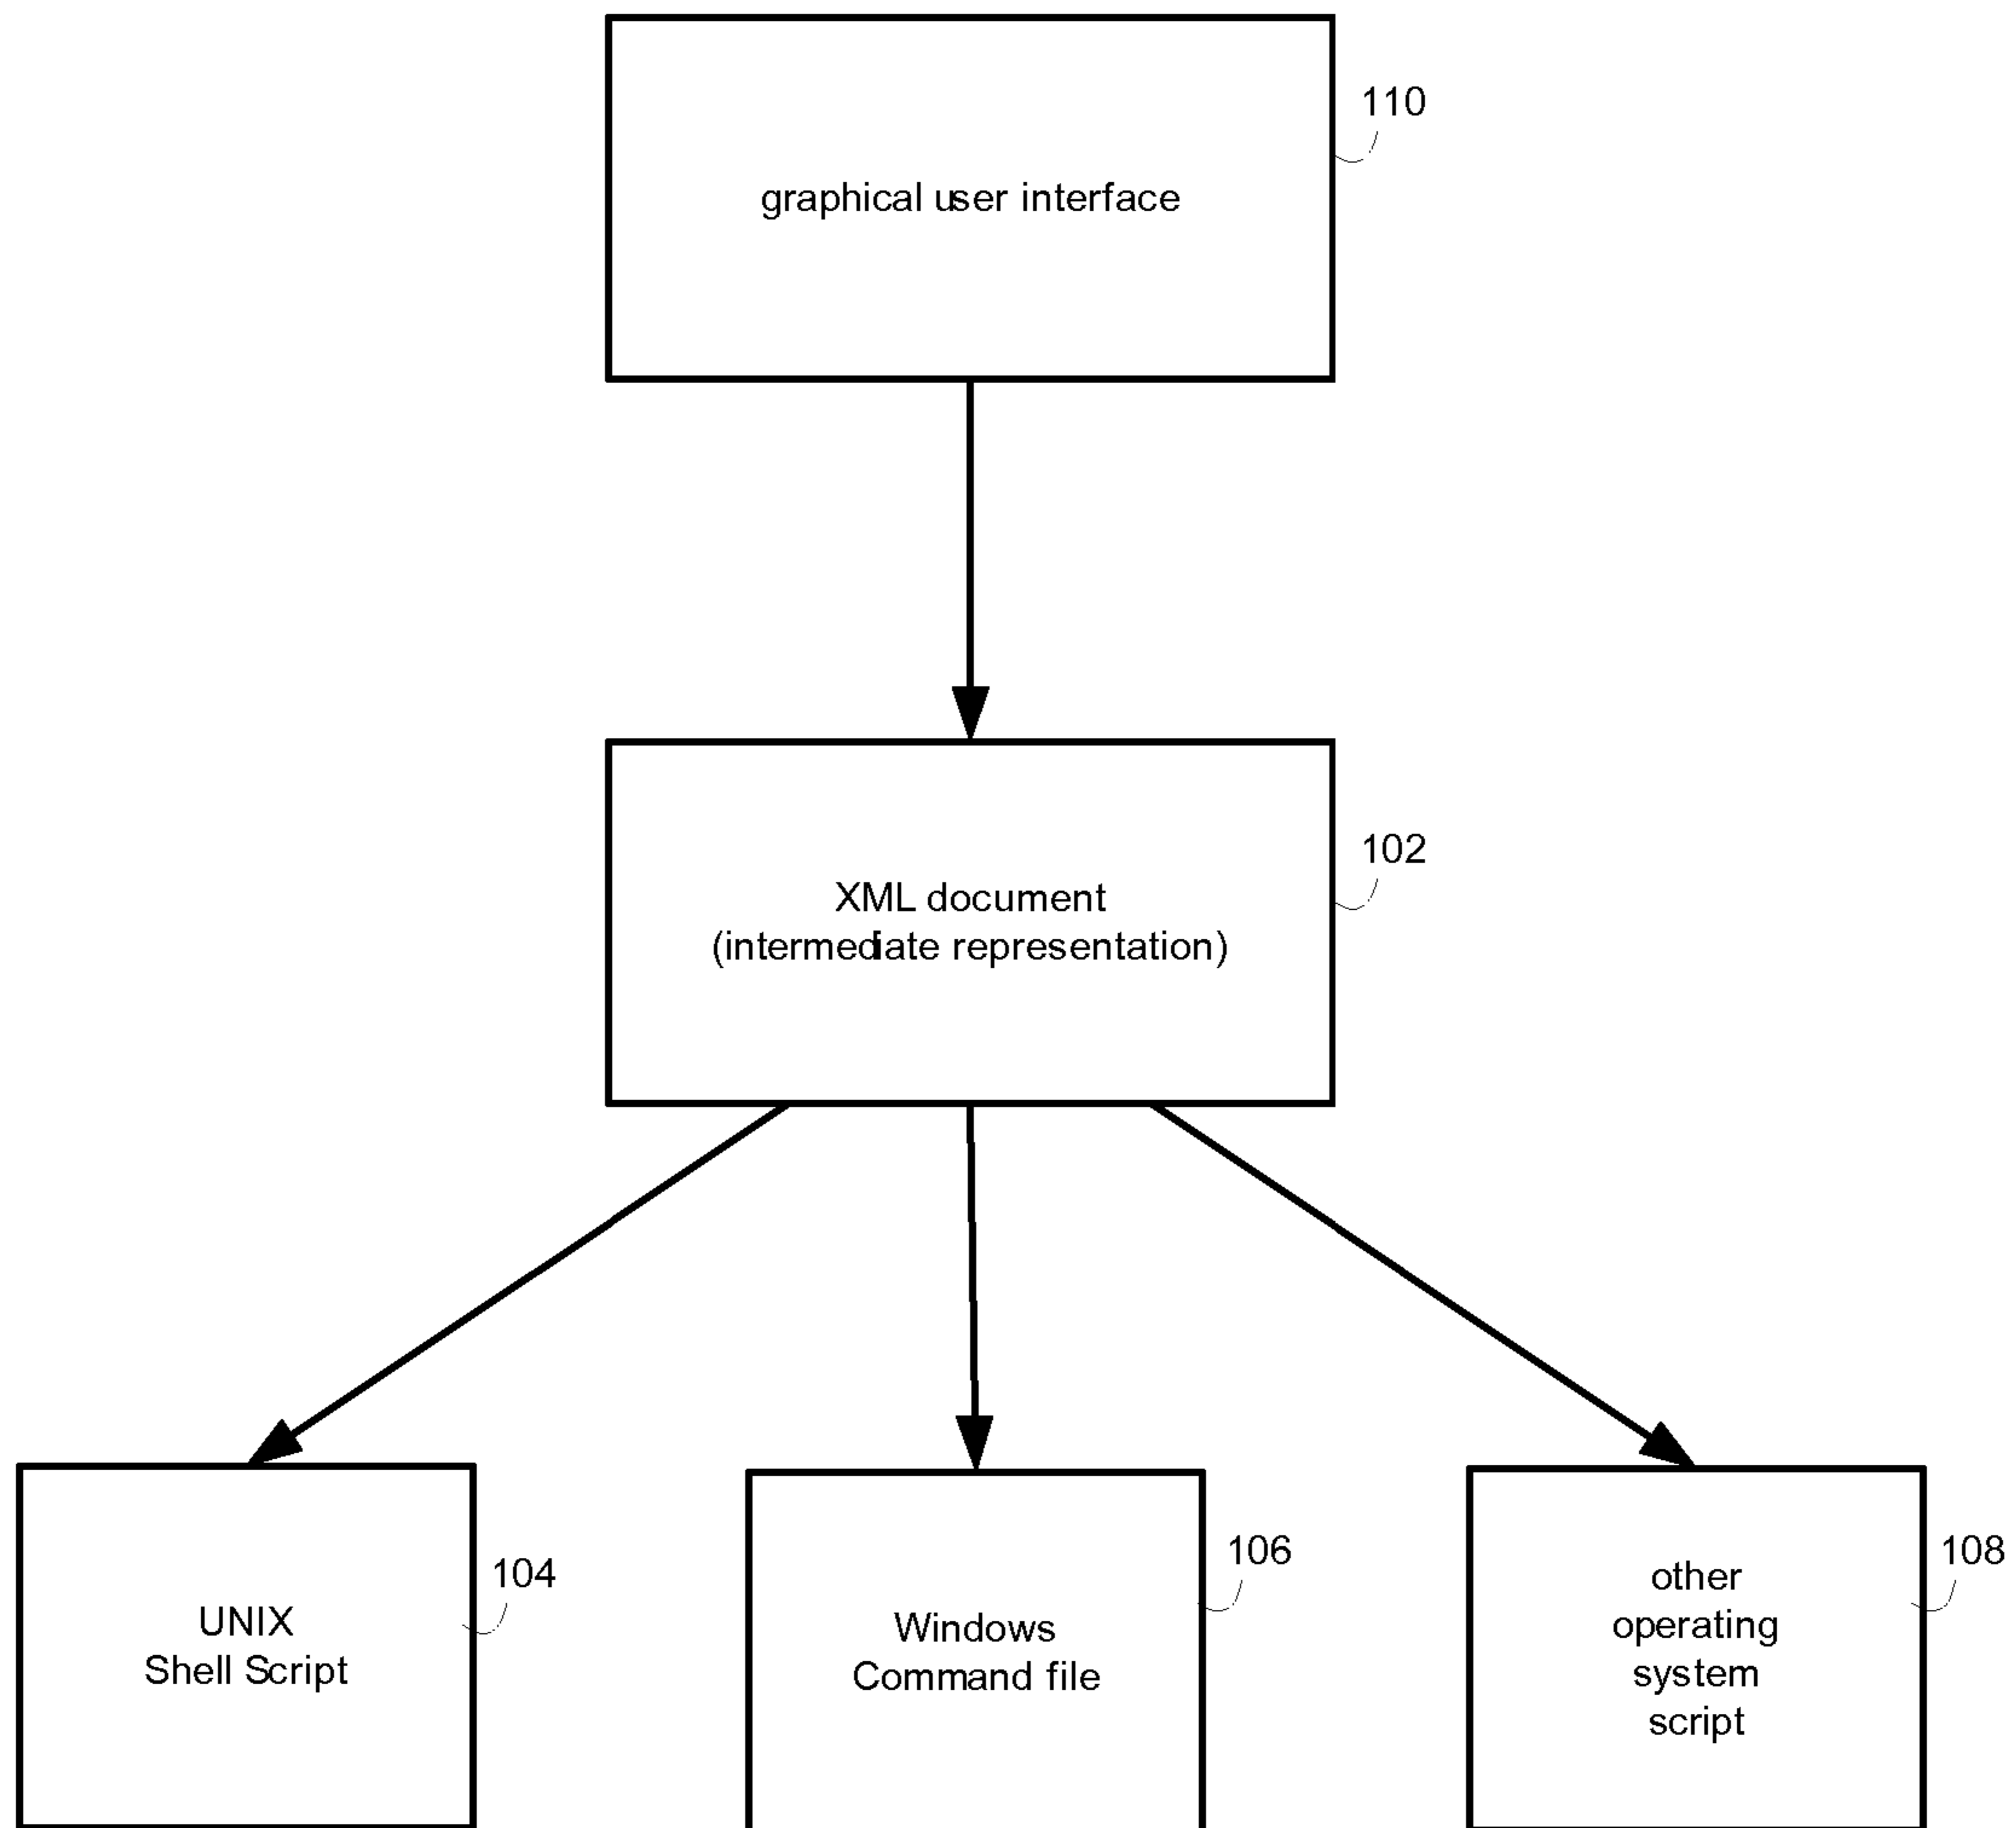 110
graphical user interface
102
XML document
(intermediate representation)
104
UNIX
Shell Script
106
Windows
Command file
108
other
operating
system
script